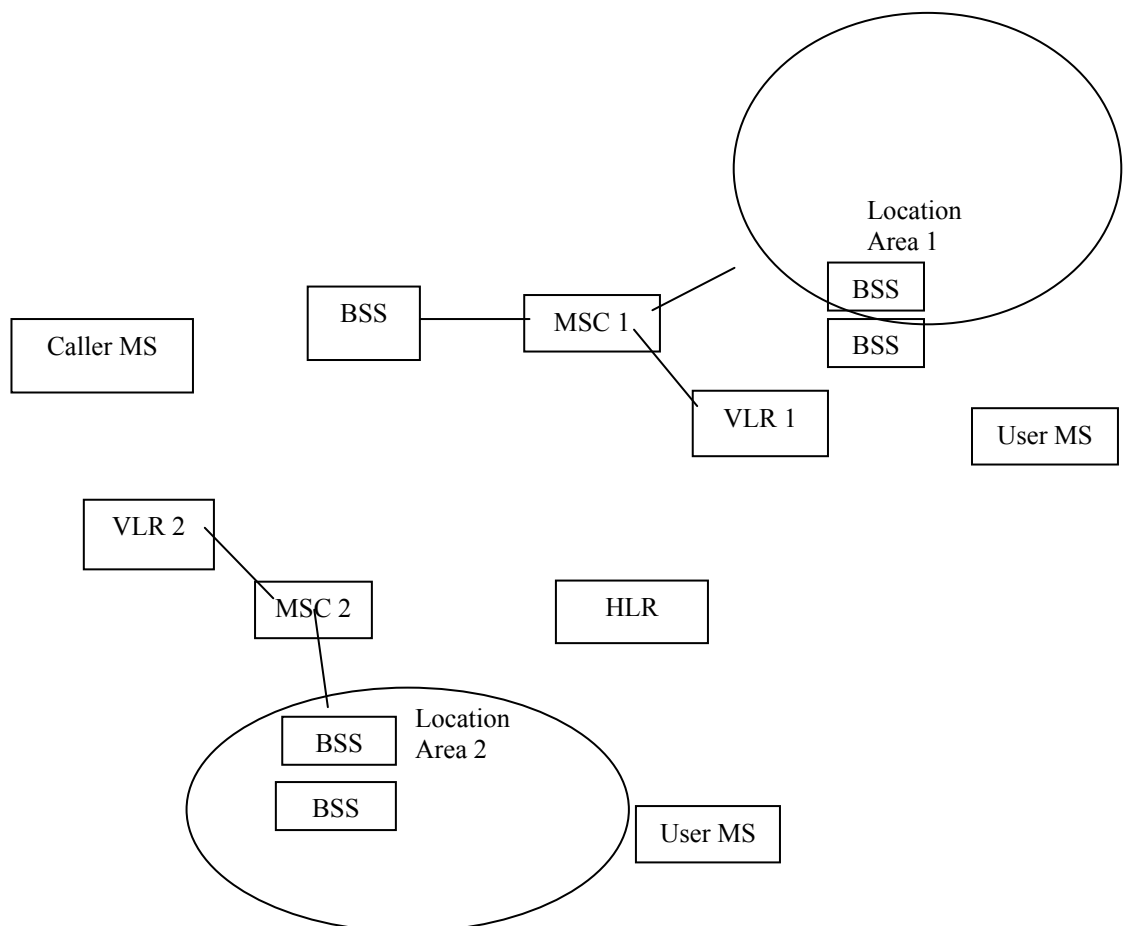 Location
Area 1
BSS
BSS
MSC 1
BSS
Caller MS
VLR 1
User MS
VLR 2
MSC 2
HLR
Location
Area 2
BSS
BSS
User MS